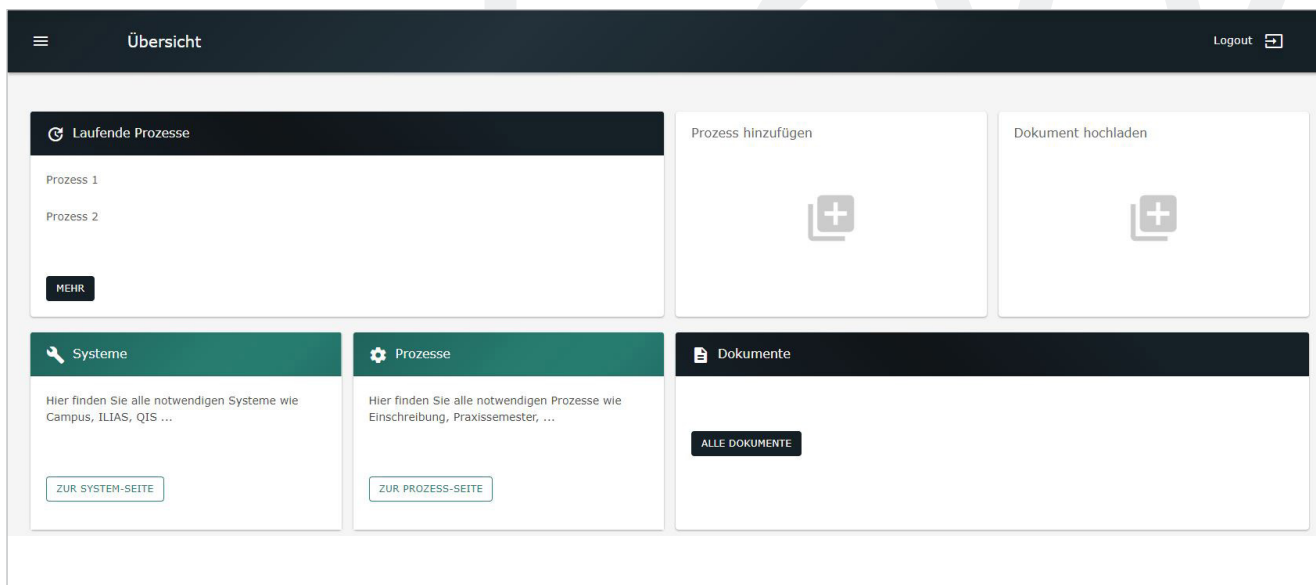 Übersicht
Logout
Laufende Prozesse
Prozess 1
Prozess 2
MEHR
Prozess hinzufügen
Dokument hochladen
Systeme
Hier finden Sie alle notwendigen Systeme wie
Campus, ILIAS, QIS ...
ZUR SYSTEM-SEITE
Prozesse
Hier finden Sie alle notwendigen Prozesse wie
Einschreibung, Praxissemester, ...
ZUR PROZESS-SEITE
Dokumente
ALLE DOKUMENTE